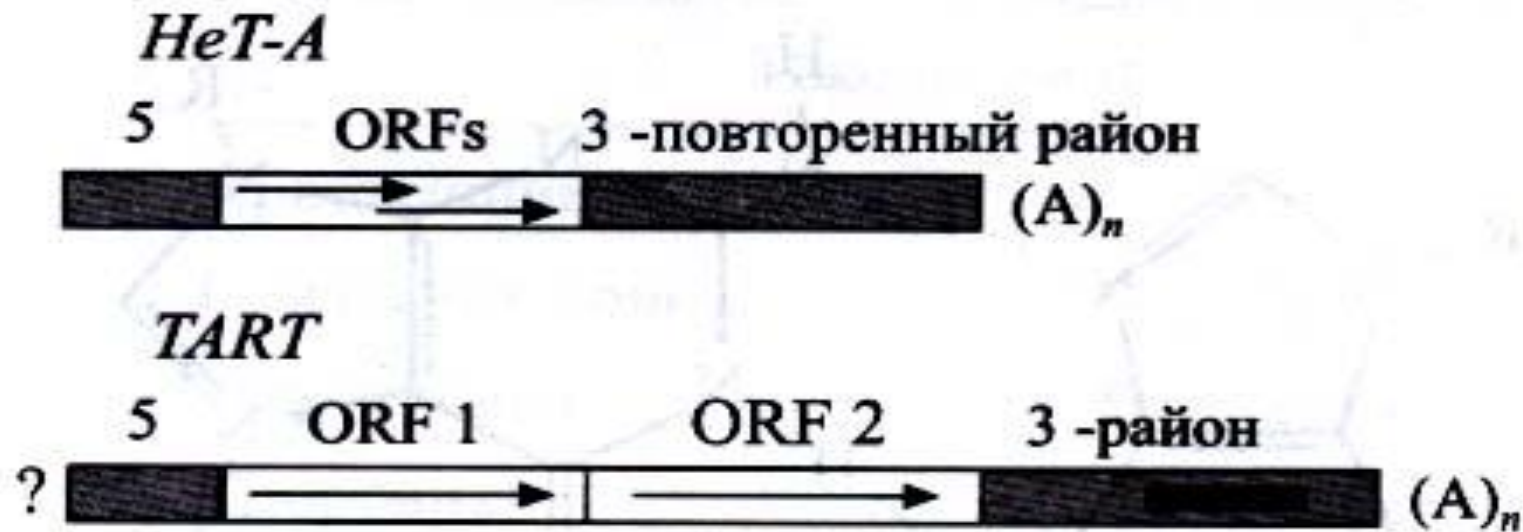 HeT-A
5 ORFs 3 -повторенный район
(A)n
TART
5 ORF 1 ORF 2 3 -район
? (A)n